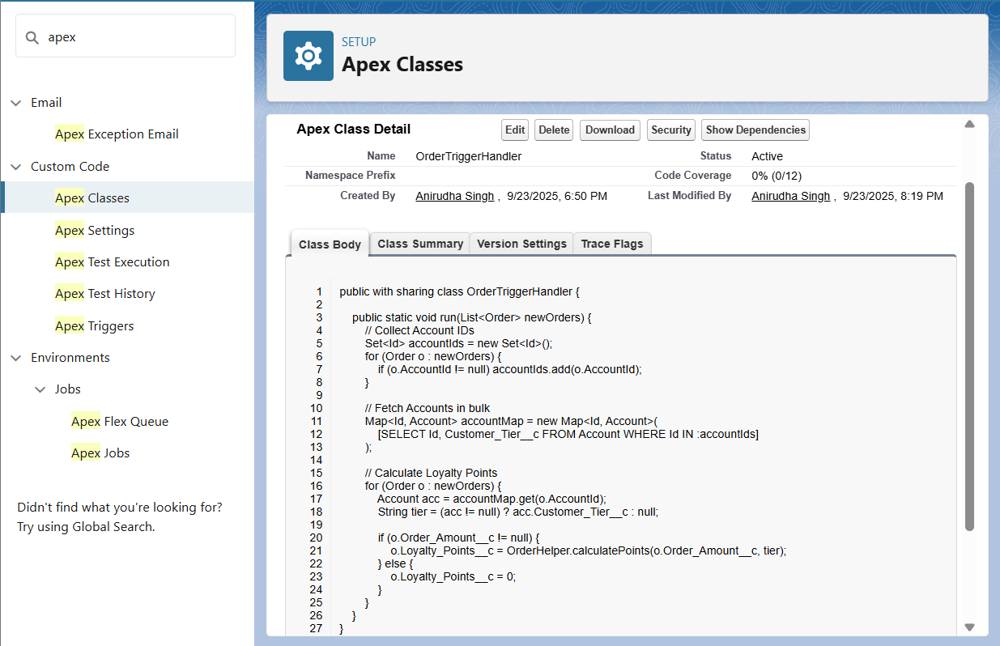 apex
Email
Apex Exception Email
Custom Code
Apex Classes
Apex Settings
Apex Test Execution
Apex Test History
Apex Triggers
Environments
Jobs
Apex Flex Queue
Apex Jobs
Didn't find what you're looking for?
Try using Global Search.
SETUP
Apex Classes
Apex Class Detail Edit Delete Download Security Show Dependencies
Name OrderTriggerHandler Status Active
Namespace Prefix Code Coverage 0% (0/12)
Created By Anirudha Singh , 9/23/2025, 6:50 PM Last Modified By Anirudha Singh , 9/23/2025, 8:19 PM
Class Body Class Summary Version Settings Trace Flags
1 public with sharing class OrderTriggerHandler {
2
3 public static void run(List<Order> newOrders) {
4 // Collect Account IDs
5 Set<Id> accountIds = new Set<Id>();
6 for (Order o : newOrders) {
7 if (o.AccountId != null) accountIds.add(o.AccountId);
8 }
9
10 // Fetch Accounts in bulk
11 Map<Id, Account> accountMap = new Map<Id, Account>(
12 [SELECT Id, Customer_Tier__c FROM Account WHERE Id IN :accountIds]
13 );
14
15 // Calculate Loyalty Points
16 for (Order o : newOrders) {
17 Account acc = accountMap.get(o.AccountId);
18 String tier = (acc != null) ? acc.Customer_Tier__c : null;
19
20 if (o.Order_Amount__c != null) {
21 o.Loyalty_Points__c = OrderHelper.calculatePoints(o.Order_Amount__c, tier);
22 } else {
23 o.Loyalty_Points__c = 0;
24 }
25 }
26 }
27 }